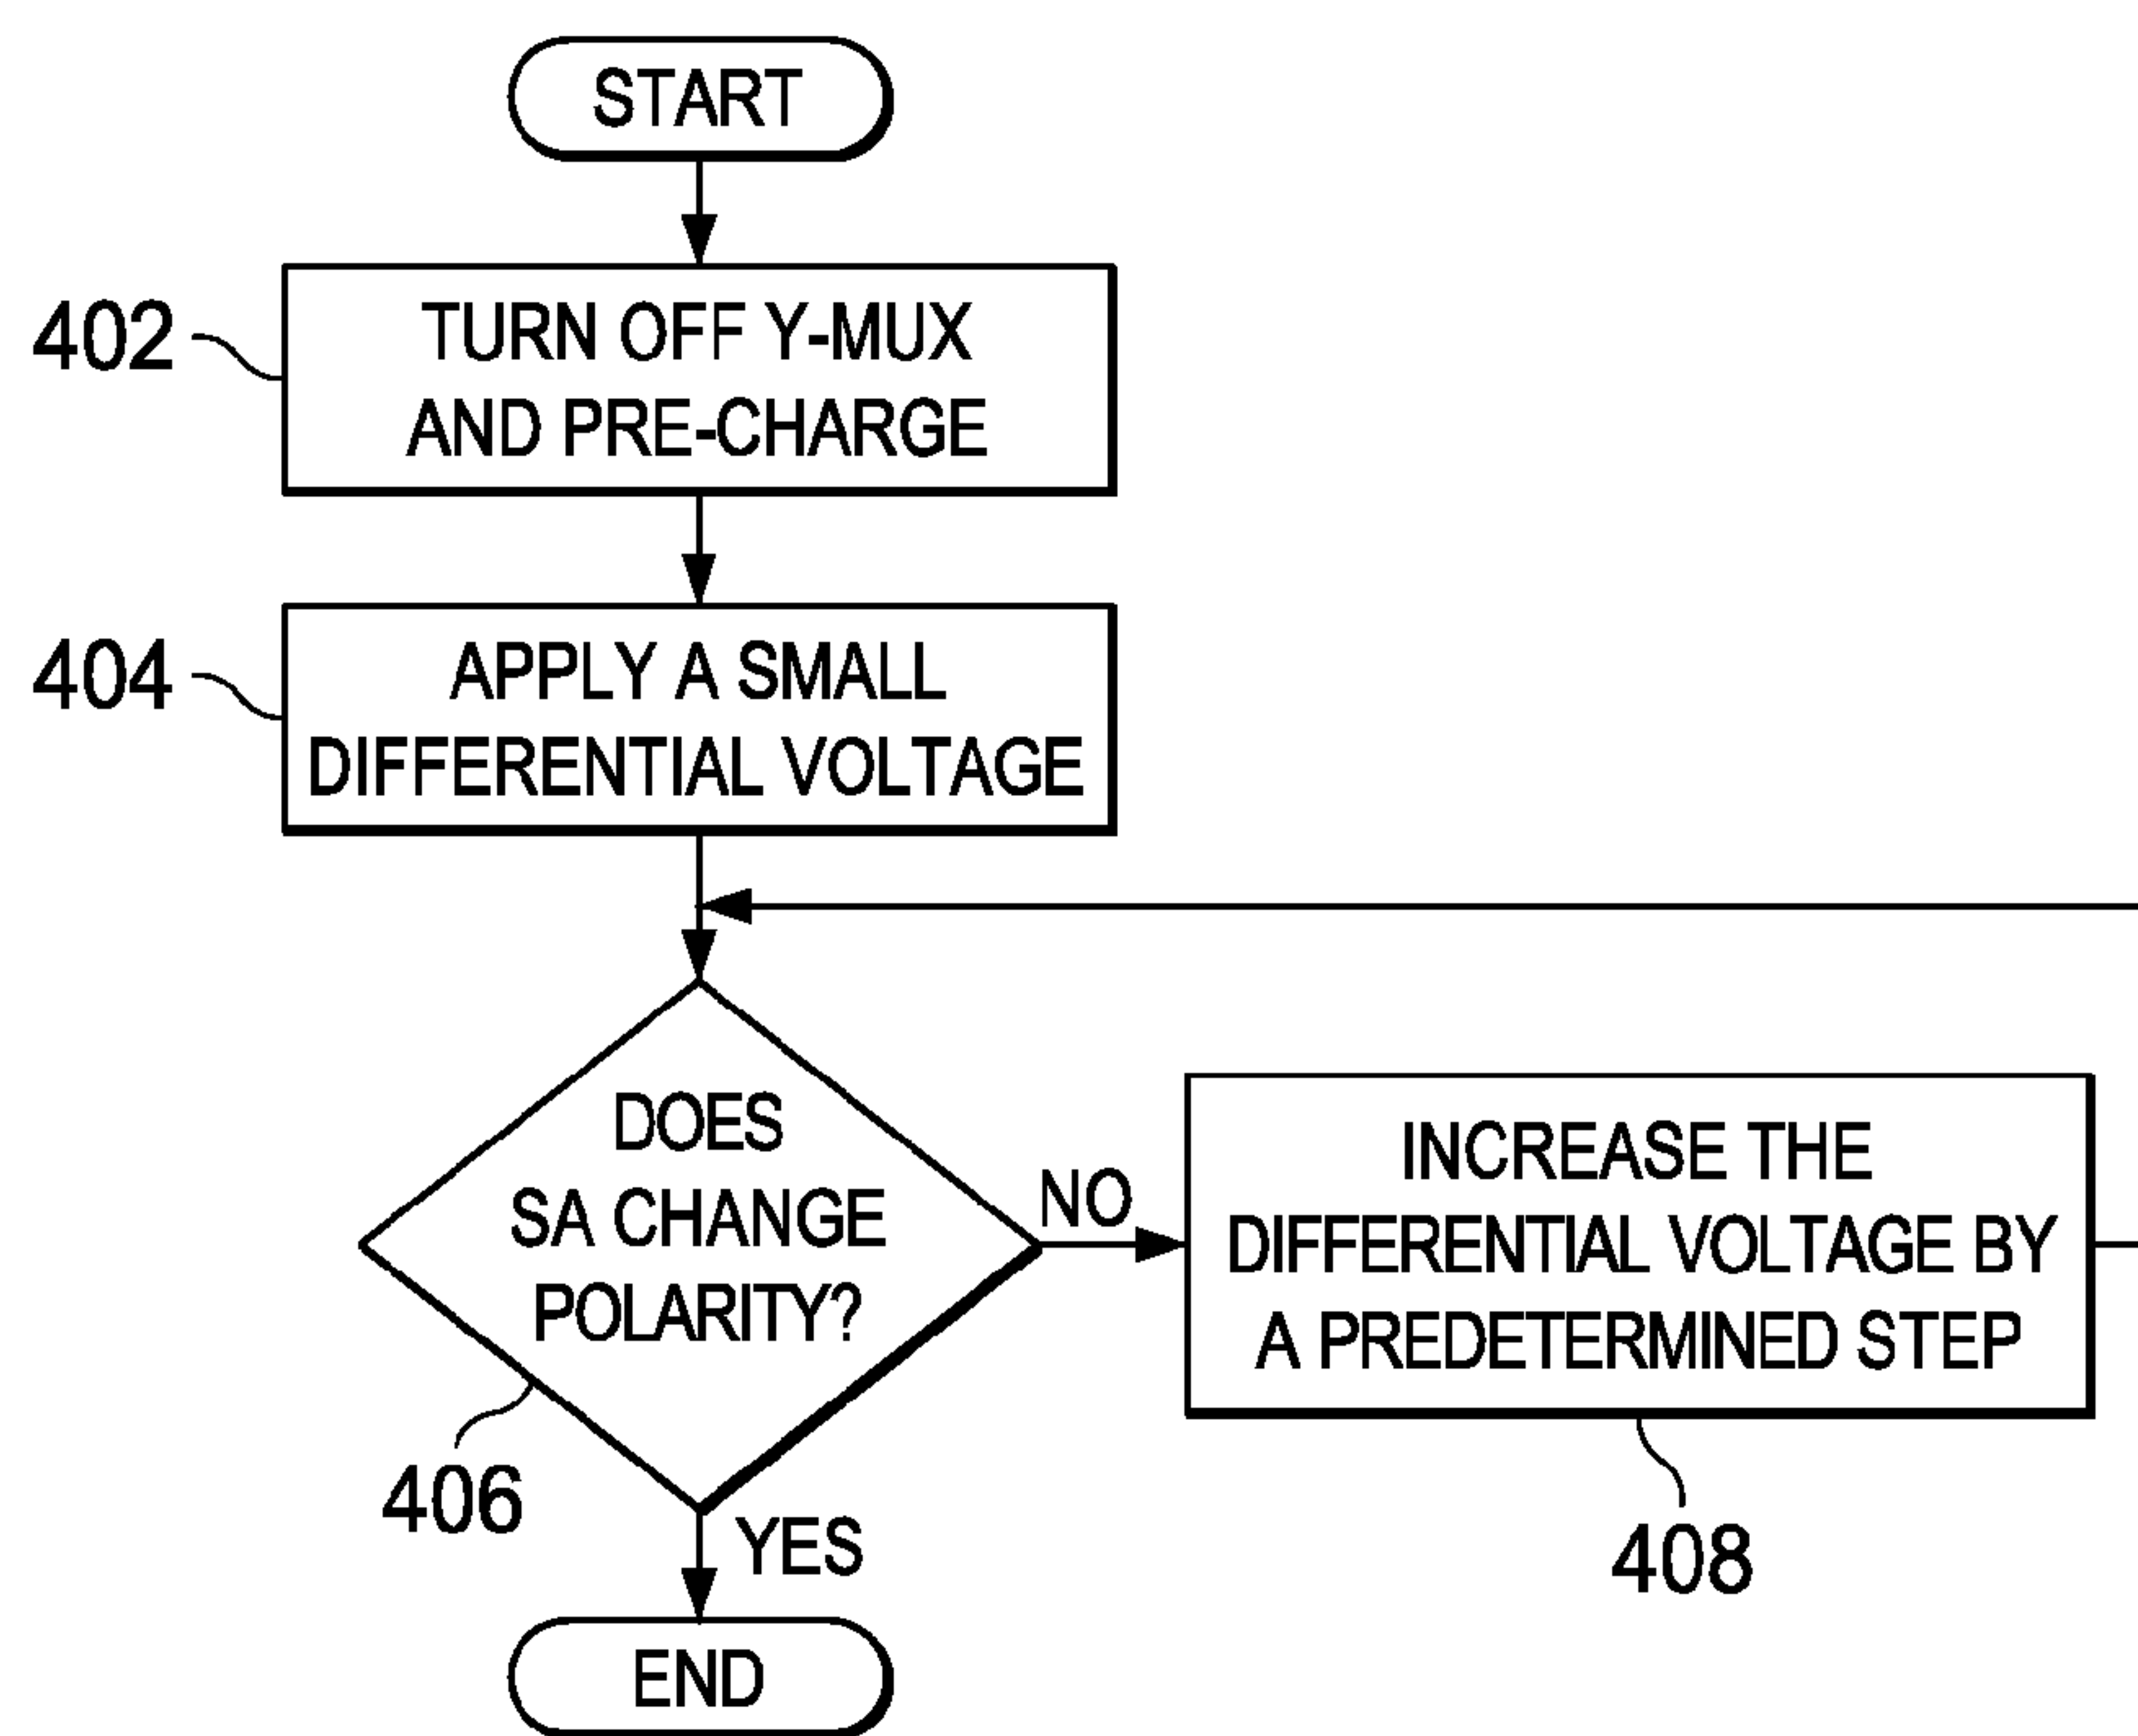 START
402
TURN OFF Y-MUX
AND PRE-CHARGE
404
APPLY A SMALL
DIFFERENTIAL VOLTAGE
DOES
SA CHANGE
POLARITY?
406
NO
INCREASE THE
DIFFERENTIAL VOLTAGE BY
A PREDETERMINED STEP
408
YES
END